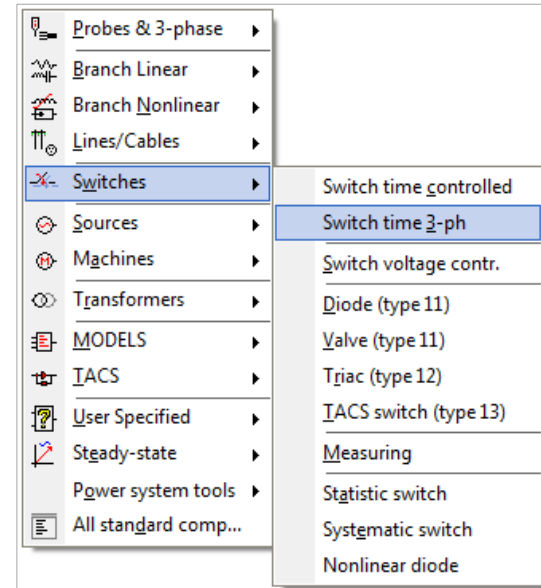 Probes & 3-phase
Branch Linear
Branch Nonlinear
Lines/Cables
Switches
Sources
Machines
Transformers
MODELS
TACS
User Specified
Steady-state
Power system tools
All standard comp...
Switch time controlled
Switch time 3-ph
Switch voltage contr.
Diode (type 11)
Valve (type 11)
Triac (type 12)
TACS switch (type 13)
Measuring
Statistic switch
Systematic switch
Nonlinear diode